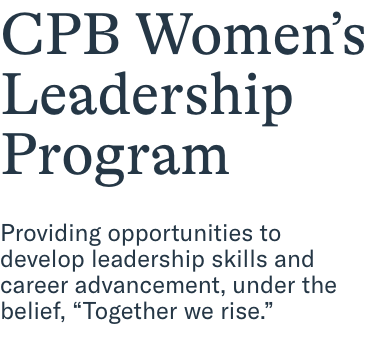 CPB Women’s
Leadership
Program
Providing opportunities to
develop leadership skills and
career advancement, under the
belief, “Together we rise.”